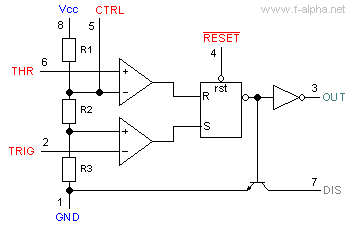 www.f-alpha.net
Vcc CTRL
8 5
RESET
R1
4
THR 6
+
−
R rst
3 OUT
R2
S
+
−
TRIG 2
R3
7 DIS
1
GND